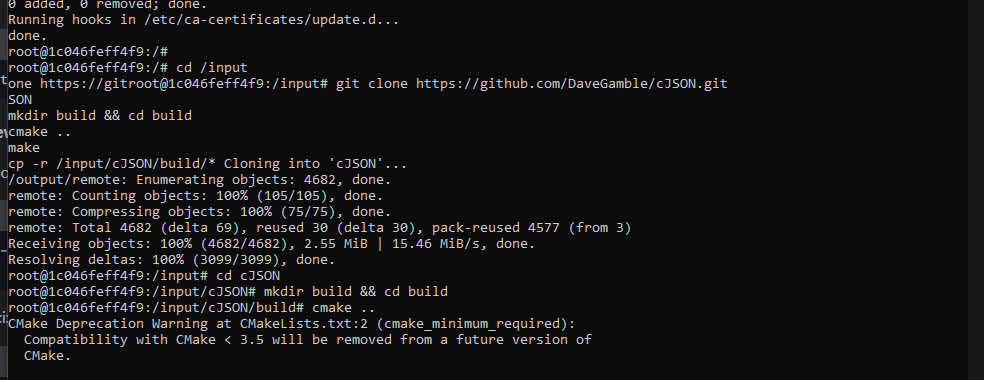 0 added, 0 removed; done.
Running hooks in /etc/ca-certificates/update.d...
done.
root@1c046feff4f9:/#
root@1c046feff4f9:/# cd /input
one https://gitroot@1c046feff4f9:/input# git clone https://github.com/DaveGamble/cJSON.git
SON
mkdir build && cd build
cmake ..
make
cp -r /input/cJSON/build/* Cloning into 'cJSON'...
/output/remote: Enumerating objects: 4682, done.
remote: Counting objects: 100% (105/105), done.
remote: Compressing objects: 100% (75/75), done.
remote: Total 4682 (delta 69), reused 30 (delta 30), pack-reused 4577 (from 3)
Receiving objects: 100% (4682/4682), 2.55 MiB | 15.46 MiB/s, done.
Resolving deltas: 100% (3099/3099), done.
root@1c046feff4f9:/input# cd cJSON
root@1c046feff4f9:/input/cJSON# mkdir build && cd build
root@1c046feff4f9:/input/cJSON/build# cmake ..
CMake Deprecation Warning at CMakeLists.txt:2 (cmake_minimum_required):
  Compatibility with CMake < 3.5 will be removed from a future version of
  CMake.